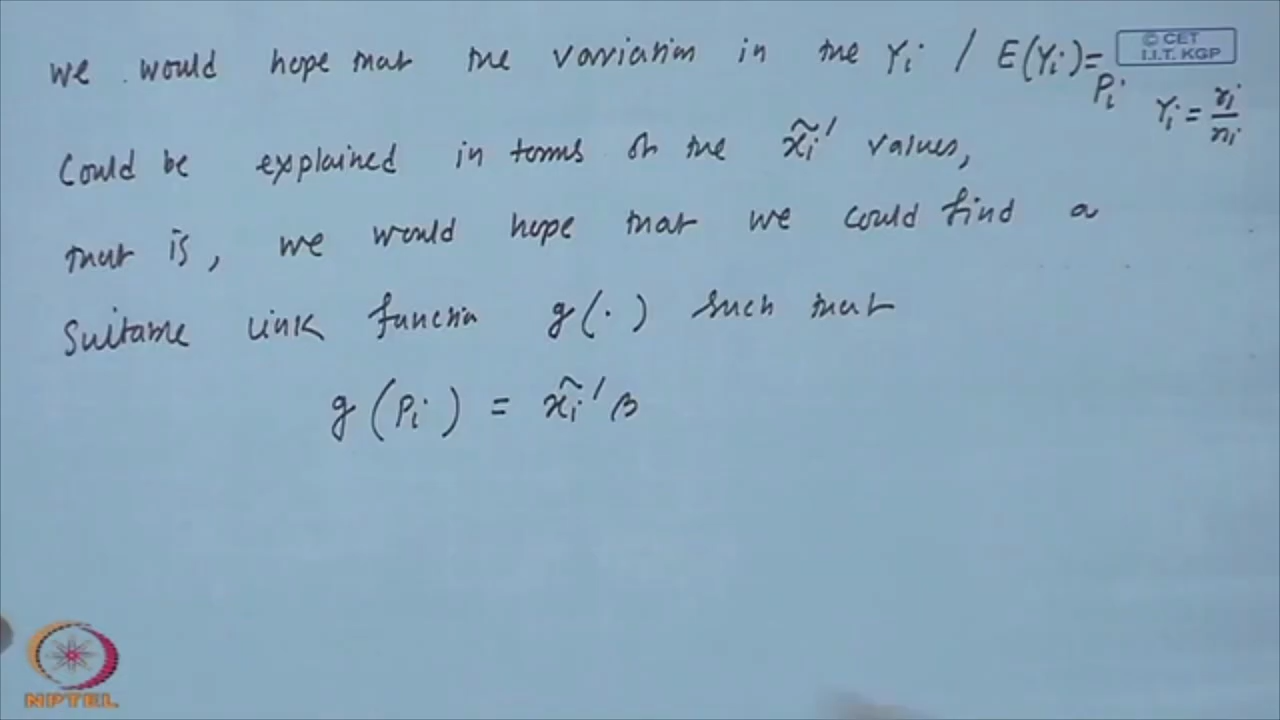 we would hope that the variation in the Yi / E(Yi)=
Pi
Yi = ri/ni
© CET
I.I.T. KGP
Could be explained in terms of the x̃i′ values,
that is, we would hope that we could find a
suitable link function g(·) such that
g(Pi) = x̃i′β
NPTEL